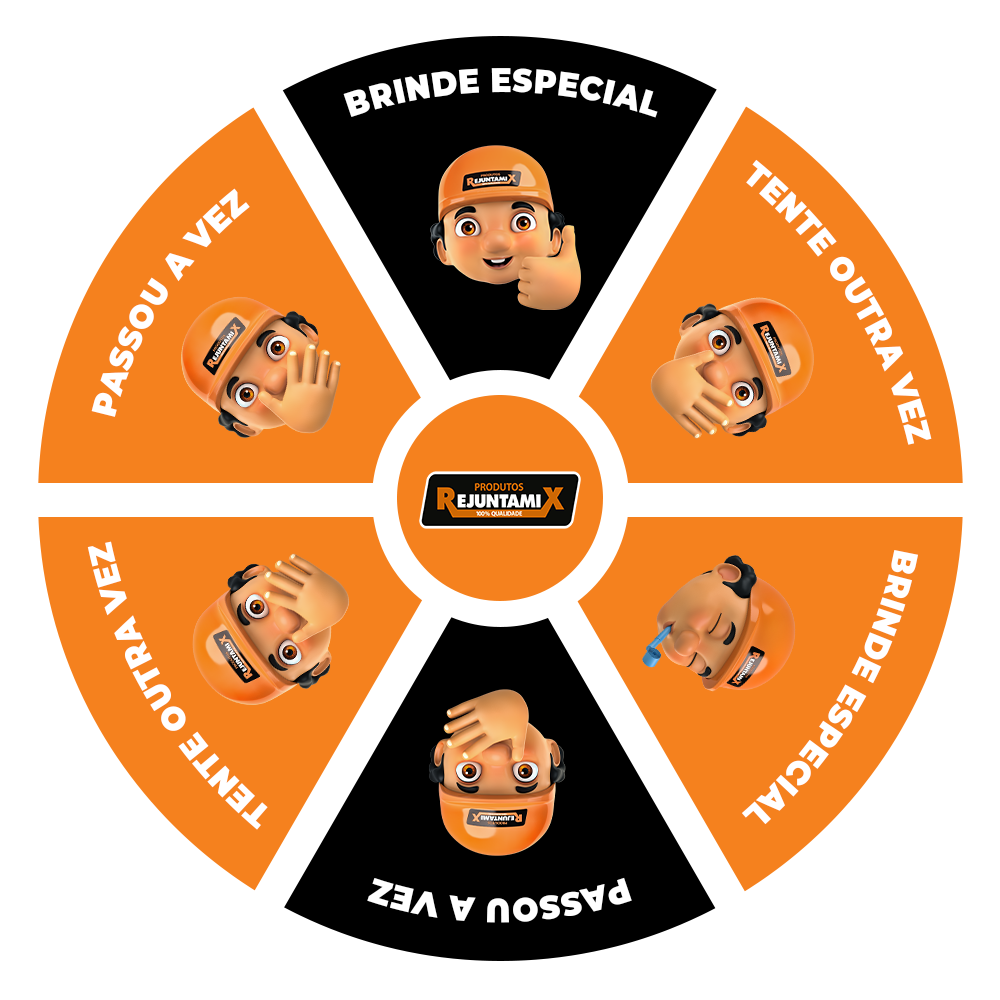 BRINDE ESPECIAL
PRODUTOS
REJUNTAMIX
TENTE OUTRA VEZ
REJUNTAMIX
BRINDE ESPECIAL
REJUNTAMIX
PASSOU A VEZ
REJUNTAMIX
TENTE OUTRA VEZ
REJUNTAMIX
PASSOU A VEZ
REJUNTAMIX
PRODUTOS
REJUNTAMIX
100% QUALIDADE